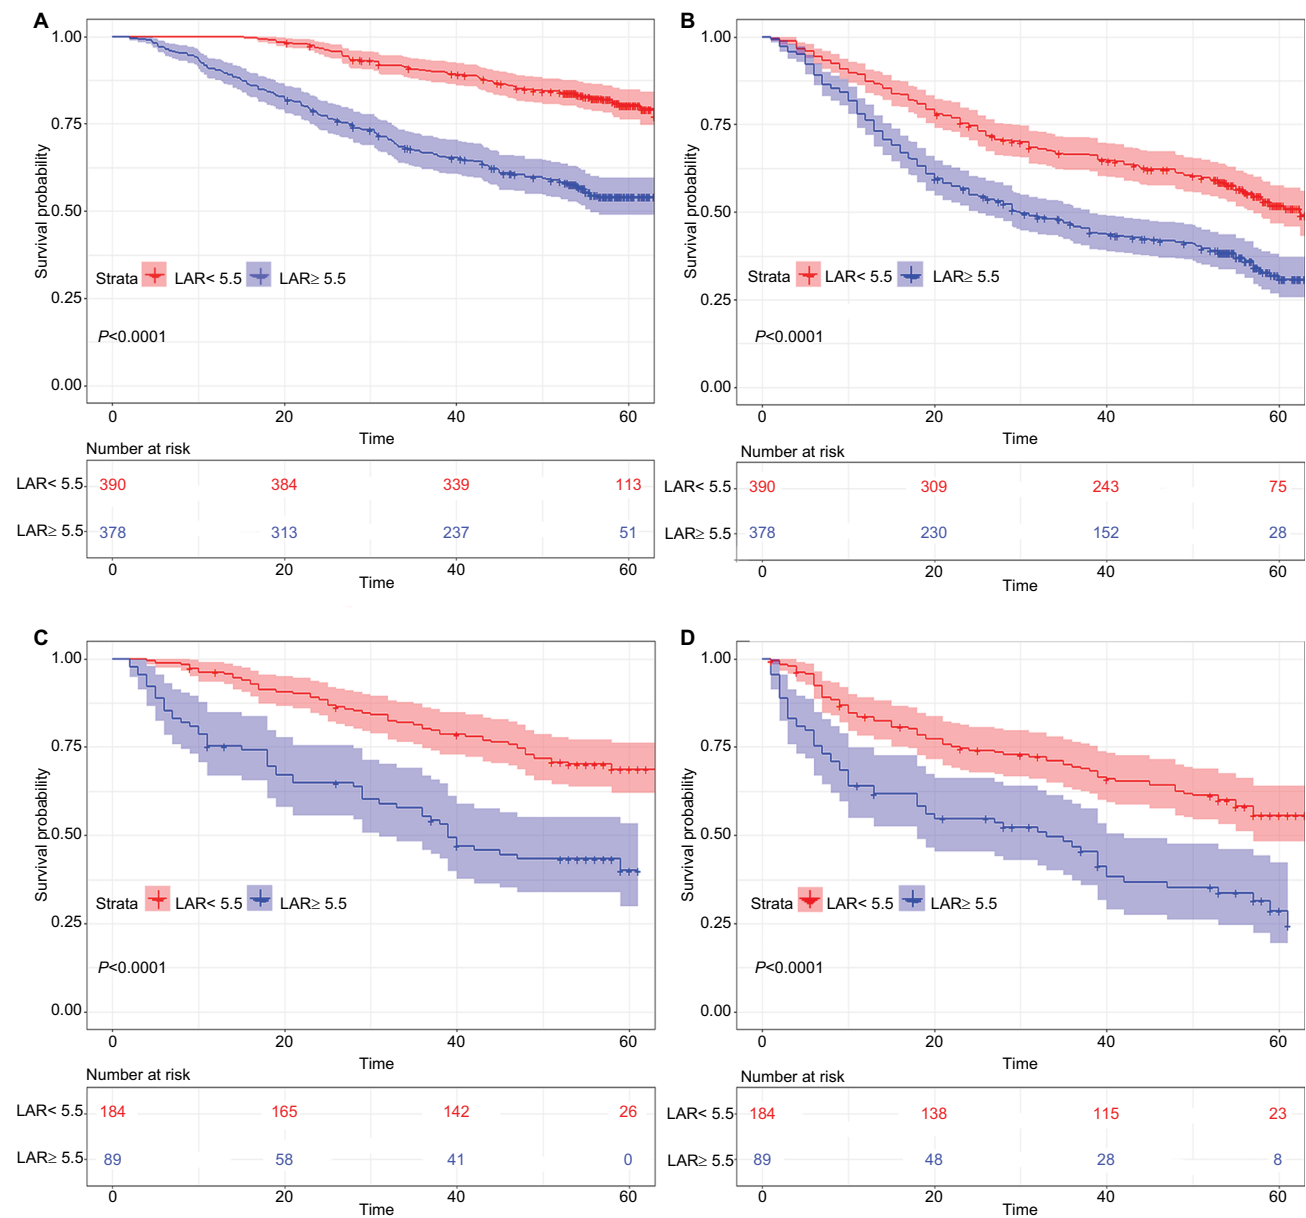 A
1.00
0.75
0.50
0.25
0.00
Survival probability
Strata LAR< 5.5 LAR≥ 5.5
P<0.0001
0 20 40 60
Time
Number at risk
LAR< 5.5 390 384 339 113
LAR≥ 5.5 378 313 237 51
0 20 40 60
Time
B
1.00
0.75
0.50
0.25
0.00
Survival probability
Strata LAR< 5.5 LAR≥ 5.5
P<0.0001
0 20 40 60
Time
Number at risk
LAR< 5.5 390 309 243 75
LAR≥ 5.5 378 230 152 28
0 20 40 60
Time
C
1.00
0.75
0.50
0.25
0.00
Survival probability
Strata LAR< 5.5 LAR≥ 5.5
P<0.0001
0 20 40 60
Time
Number at risk
LAR< 5.5 184 165 142 26
LAR≥ 5.5 89 58 41 0
0 20 40 60
Time
D
1.00
0.75
0.50
0.25
0.00
Survival probability
Strata LAR< 5.5 LAR≥ 5.5
P<0.0001
0 20 40 60
Time
Number at risk
LAR< 5.5 184 138 115 23
LAR≥ 5.5 89 48 28 8
0 20 40 60
Time